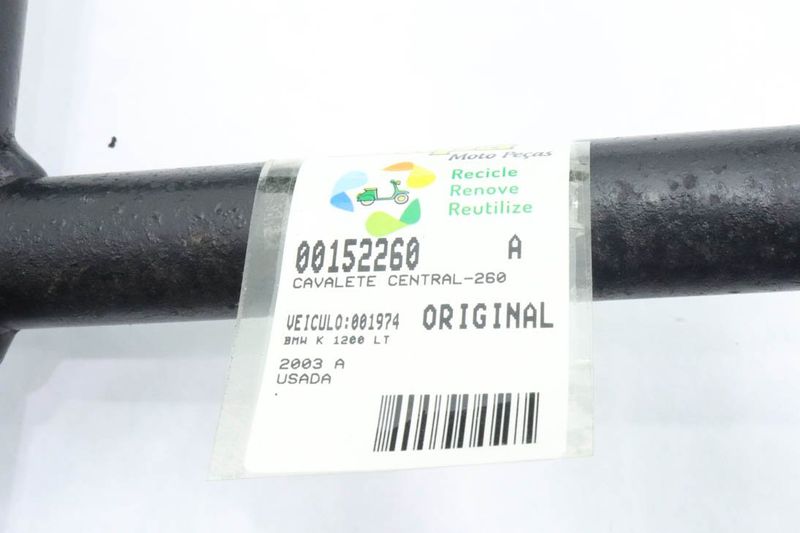 Moto Peças
Recicle
Renove
Reutilize
00152260 A
CAVALETE CENTRAL-260
VEICULO:001974 ORIGINAL
BMW K 1200 LT
2003 A
USADA